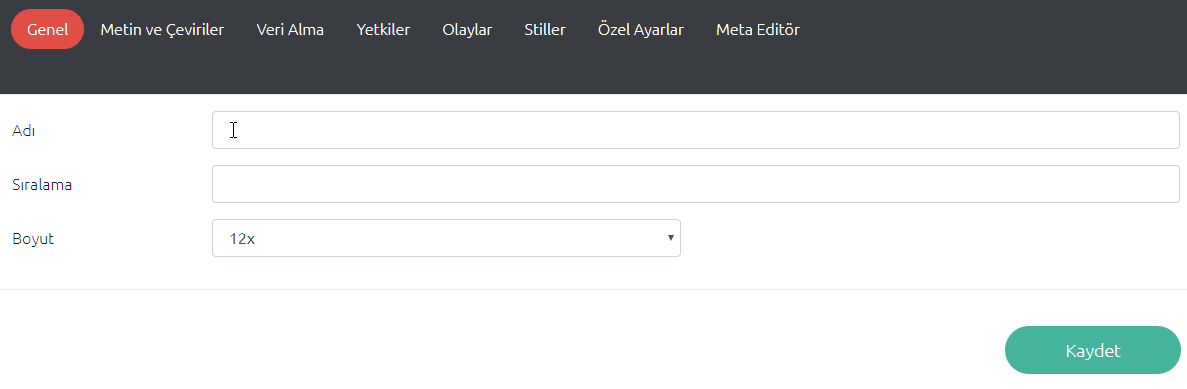 Genel Metin ve Çeviriler Veri Alma Yetkiler Olaylar Stiller Özel Ayarlar Meta Editör
Adı
Sıralama
Boyut 12x
Kaydet